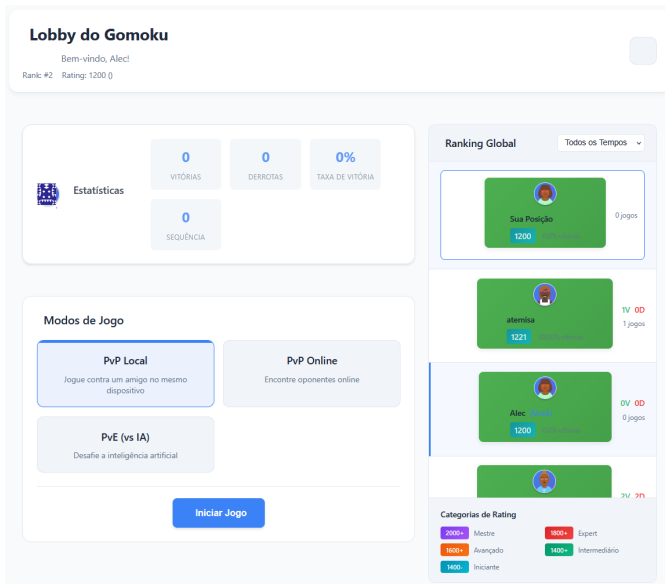 Lobby do Gomoku
Bem-vindo, Alec!
Rank: #2 Rating: 1200 ()
Estatísticas
0
VITÓRIAS
0
DERROTAS
0%
TAXA DE VITÓRIA
0
SEQUÊNCIA
Modos de Jogo
PvP Local
Jogue contra um amigo no mesmo
dispositivo
PvP Online
Encontre oponentes online
PvE (vs IA)
Desafie a inteligência artificial
Iniciar Jogo
Ranking Global
Todos os Tempos
Sua Posição
1200
0 jogos
atemisa
1221
1V 0D
1 jogos
Alec
1200
0V 0D
0 jogos
2V 2D
Categorias de Rating
2000+ Mestre
1800+ Expert
1600+ Avançado
1400+ Intermediário
1400- Iniciante